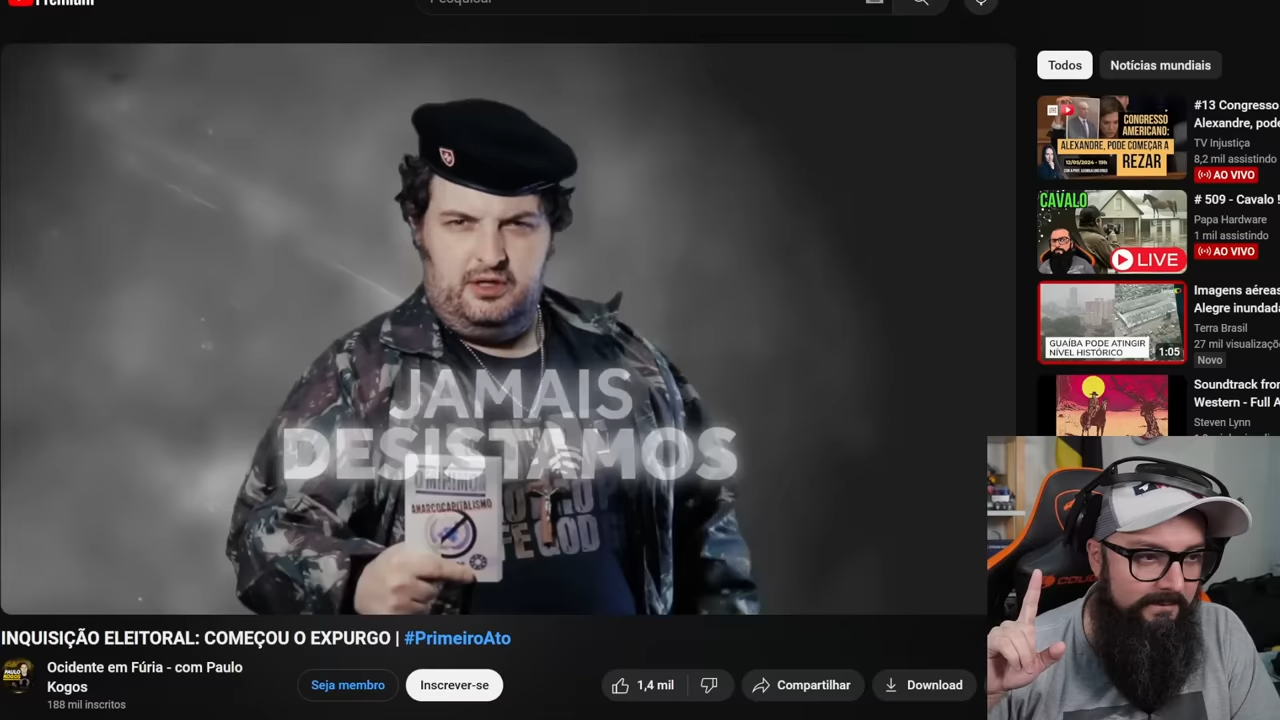 Premium
Pesquisar
"JAMAIS
DESISTAMOS
O MÍNIMO
ANARCOCAPITALISMO
GOD
INQUISIÇÃO ELEITORAL: COMEÇOU O EXPURGO | #PrimeiroAto
Ocidente em Fúria - com Paulo
Kogos
188 mil inscritos
Seja membro
Inscrever-se
1,4 mil
Compartilhar
Download
Todos
Notícias mundiais
CONGRESSO
AMERICANO:
ALEXANDRE, PODE COMEÇAR A
REZAR
#13 Congresso
Alexandre, pode
TV Injustiça
8,2 mil assistindo
AO VIVO
CAVALO
LIVE
# 509 - Cavalo !
Papa Hardware
1 mil assistindo
AO VIVO
GUAÍBA PODE ATINGIR
NÍVEL HISTÓRICO
1:05
Imagens aéreas
Alegre inundada
Terra Brasil
27 mil visualizaçõ
Novo
Soundtrack from
Western - Full A
Steven Lynn